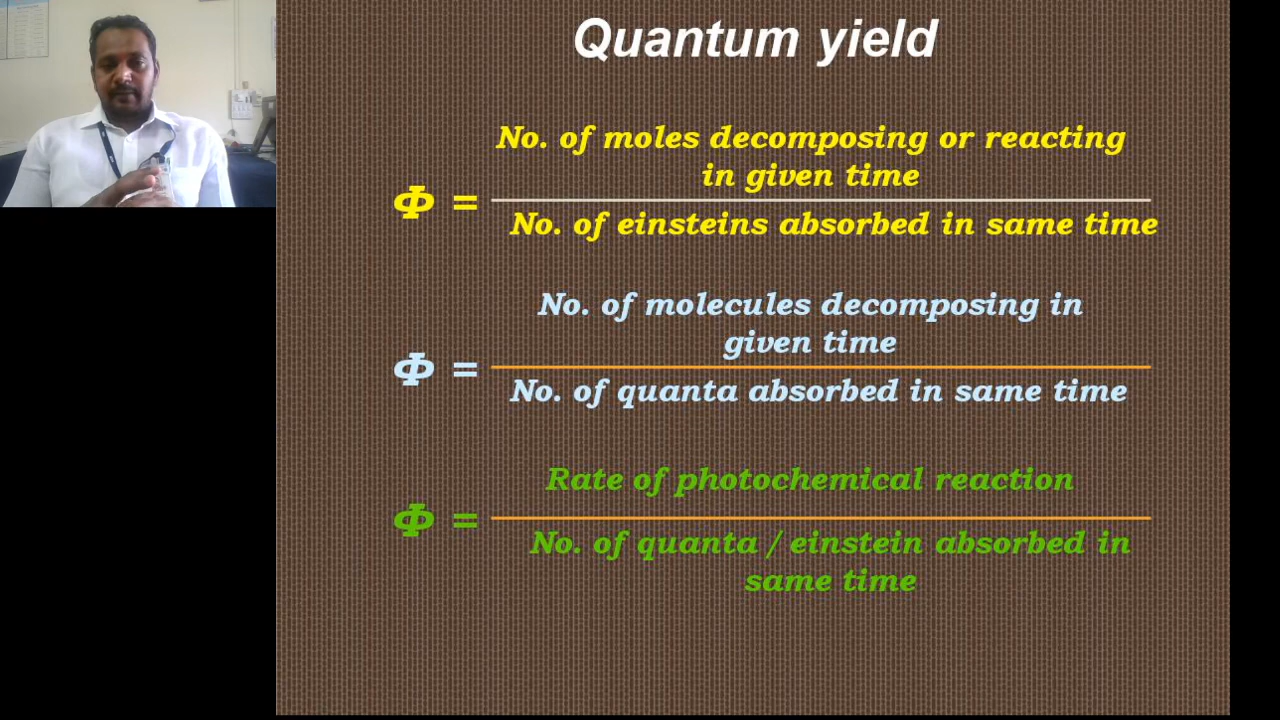 Quantum yield
No. of moles decomposing or reacting
in given time
Φ =
No. of einsteins absorbed in same time
No. of molecules decomposing in
given time
Φ =
No. of quanta absorbed in same time
Rate of photochemical reaction
Φ =
No. of quanta / einstein absorbed in
same time